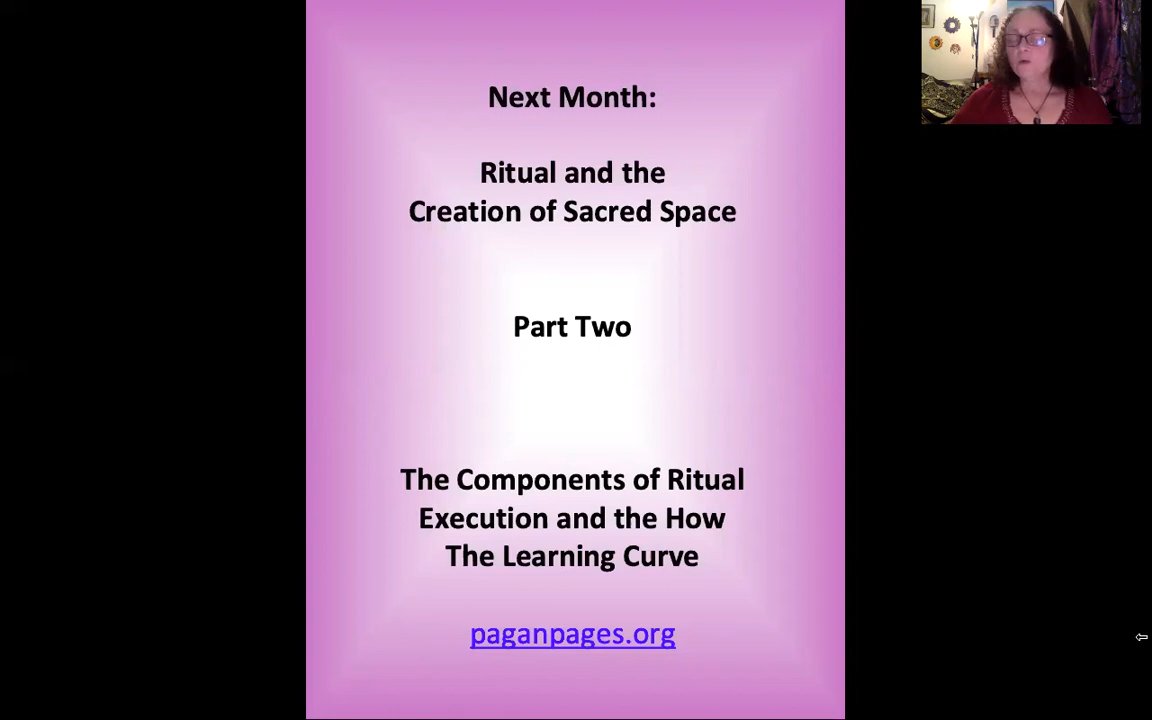 Next Month:
Ritual and the
Creation of Sacred Space
Part Two
The Components of Ritual
Execution and the How
The Learning Curve
paganpages.org